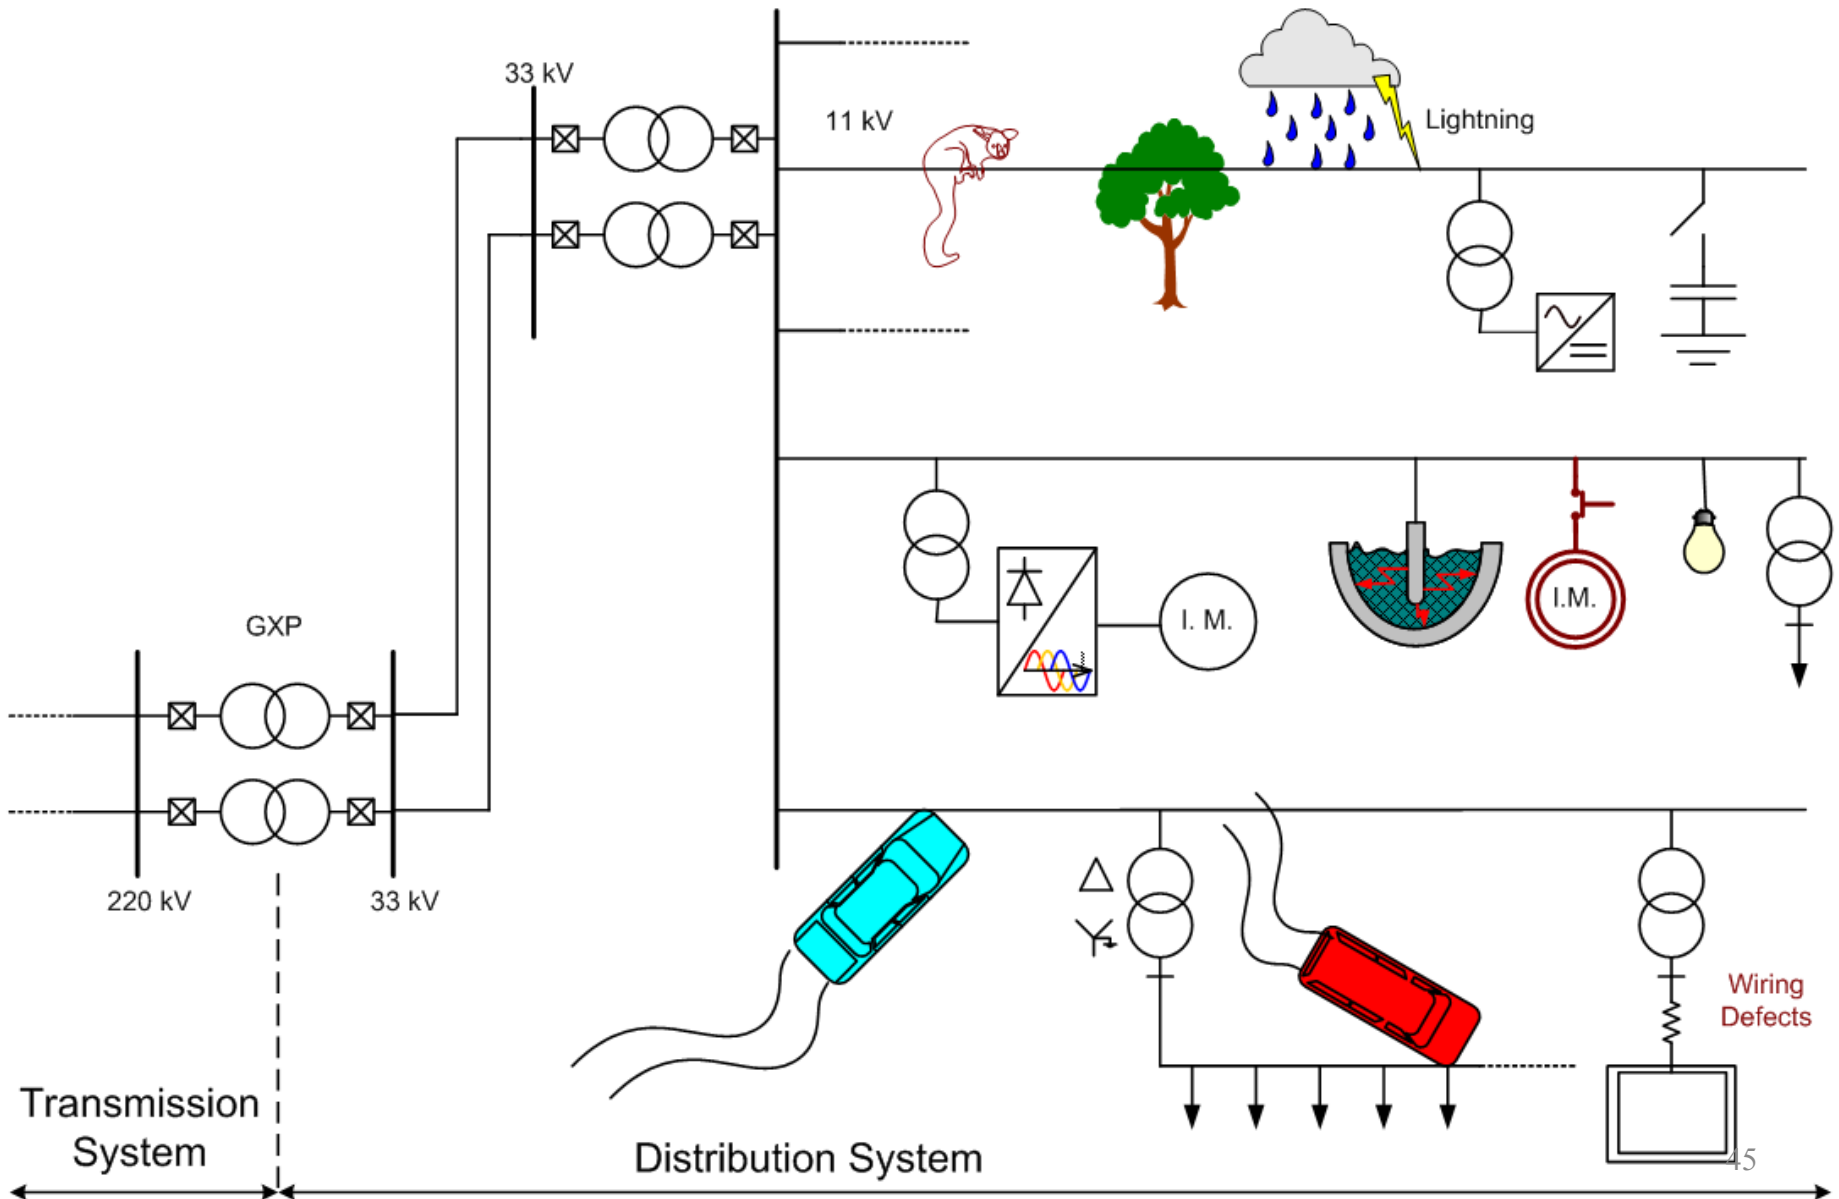 33 kV
11 kV
Lightning
GXP
I. M.
I.M.
220 kV
33 kV
Wiring
Defects
Transmission
System
Distribution System
45